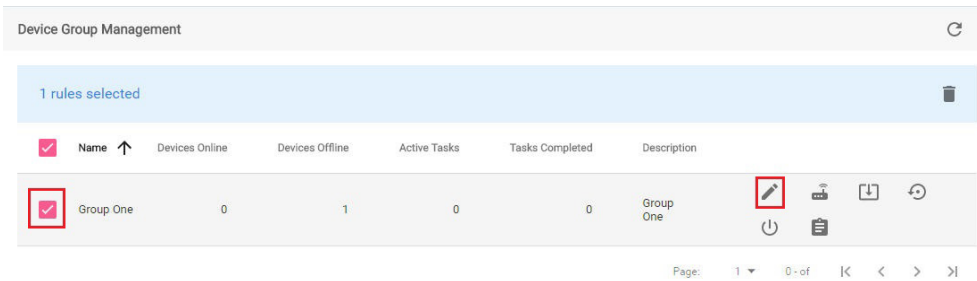 Device Group Management
1 rules selected
Name Devices Online Devices Offline Active Tasks Tasks Completed Description
Group One 0 1 0 0 Group
One
Page: 1 0 - of